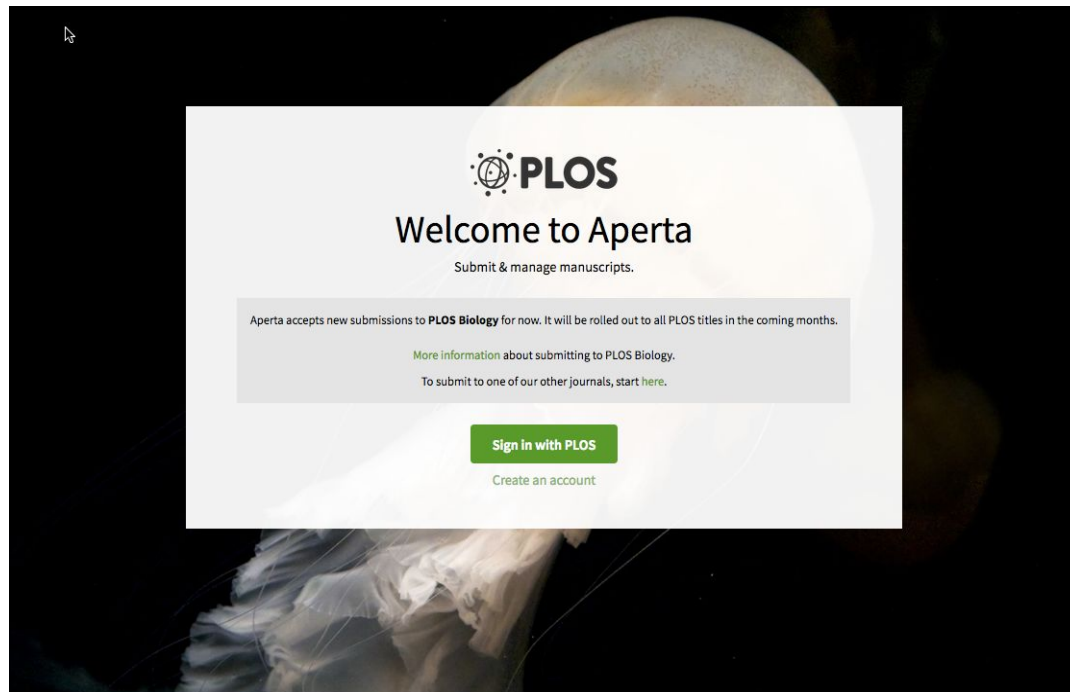 PLOS
Welcome to Aperta
Submit & manage manuscripts.
Aperta accepts new submissions to PLOS Biology for now. It will be rolled out to all PLOS titles in the coming months.
More information about submitting to PLOS Biology.
To submit to one of our other journals, start here.
Sign in with PLOS
Create an account